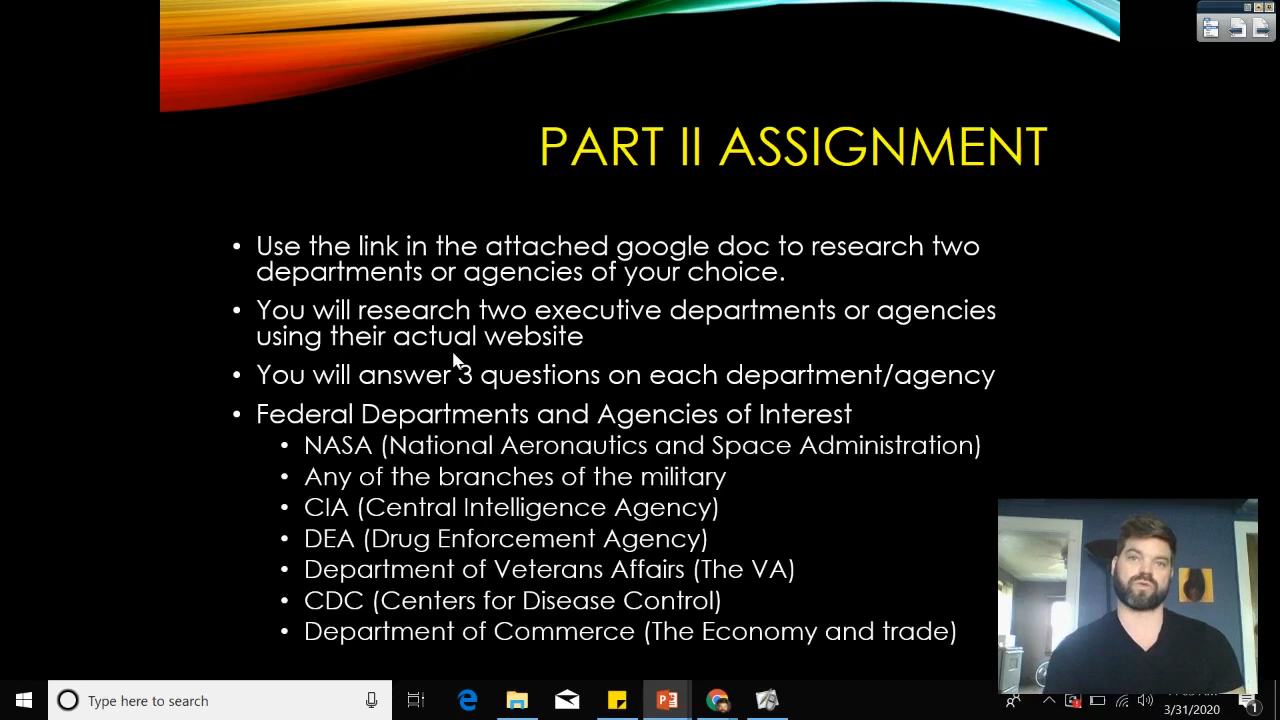 PART II ASSIGNMENT
• Use the link in the attached google doc to research two
departments or agencies of your choice.
• You will research two executive departments or agencies
using their actual website
• You will answer 3 questions on each department/agency
• Federal Departments and Agencies of Interest
• NASA (National Aeronautics and Space Administration)
• Any of the branches of the military
• CIA (Central Intelligence Agency)
• DEA (Drug Enforcement Agency)
• Department of Veterans Affairs (The VA)
• CDC (Centers for Disease Control)
• Department of Commerce (The Economy and trade)
Type here to search
3/31/2020
1